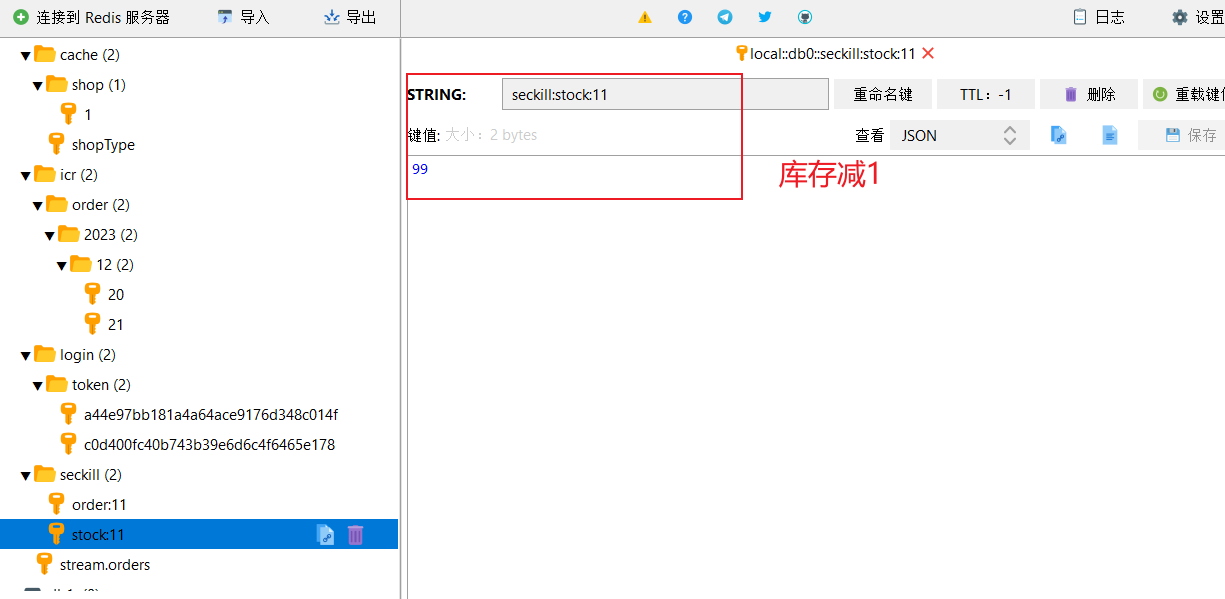 连接到 Redis 服务器
导入
导出
日志
设置
cache (2)
shop (1)
1
shopType
icr (2)
order (2)
2023 (2)
12 (2)
20
21
login (2)
token (2)
a44e97bb181a4a64ace9176d348c014f
c0d400fc40b743b39e6d6c4f6465e178
seckill (2)
order:11
stock:11
stream.orders
local::db0::seckill:stock:11
STRING: seckill:stock:11 重命名键 TTL: -1 删除 重载键值
键值: 大小: 2 bytes 查看 JSON 保存
99
库存减1